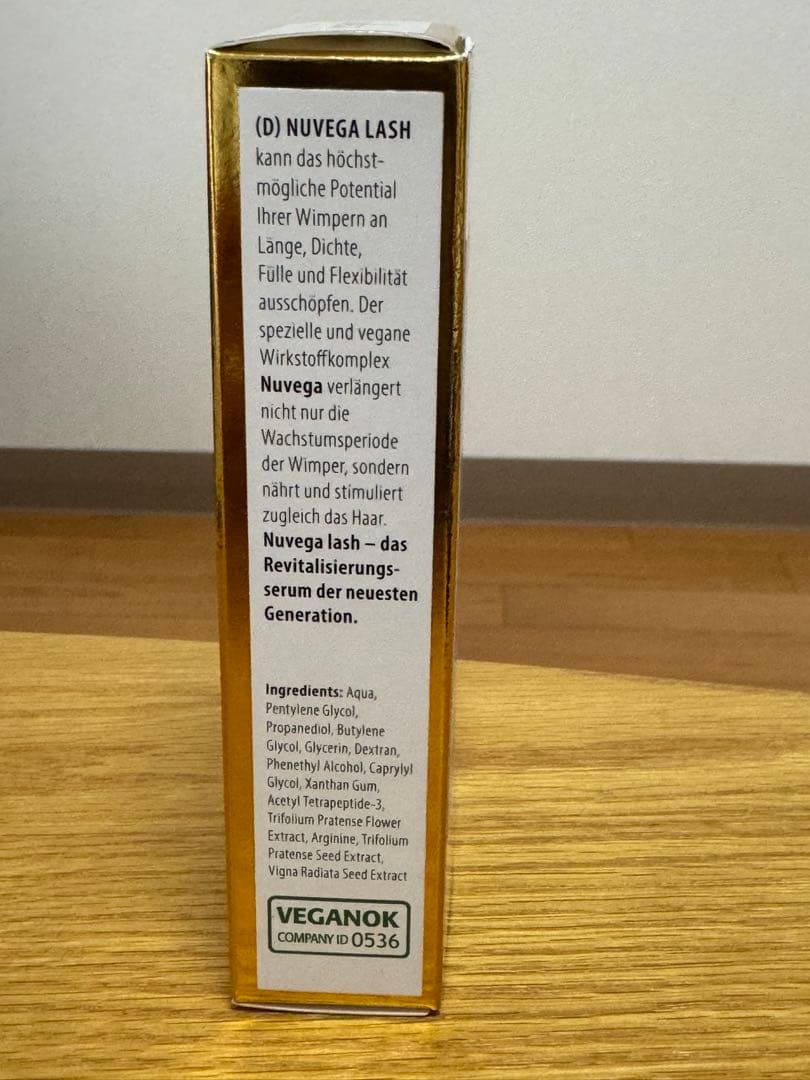 (D) NUVEGA LASH
kann das höchst-
mögliche Potential
Ihrer Wimpern an
Länge, Dichte,
Fülle und Flexibilität
ausschöpfen. Der
spezielle und vegane
Wirkstoffkomplex
Nuvega verlängert
nicht nur die
Wachstumsperiode
der Wimper, sondern
nährt und stimuliert
zugleich das Haar.
Nuvega lash – das
Revitalisierungs-
serum der neuesten
Generation.
Ingredients: Aqua,
Pentylene Glycol,
Propanediol, Butylene
Glycol, Glycerin, Dextran,
Phenethyl Alcohol, Caprylyl
Glycol, Xanthan Gum,
Acetyl Tetrapeptide-3,
Trifolium Pratense Flower
Extract, Arginine, Trifolium
Pratense Seed Extract,
Vigna Radiata Seed Extract
VEGANOK
COMPANY ID 0536